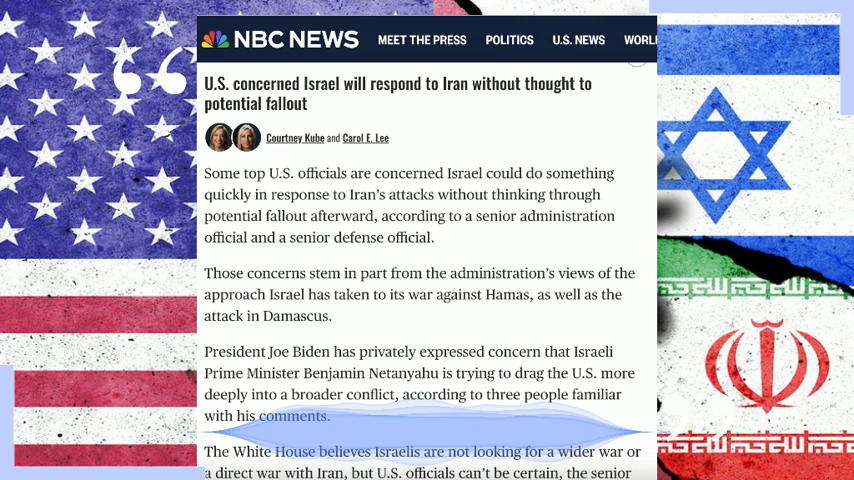 NBC NEWS MEET THE PRESS POLITICS U.S. NEWS
U.S. concerned Israel will respond to Iran without thought to
potential fallout
Courtney Kube and Carol E. Lee
Some top U.S. officials are concerned Israel could do something
quickly in response to Iran's attacks without thinking through
potential fallout afterward, according to a senior administration
official and a senior defense official.
Those concerns stem in part from the administration's views of the
approach Israel has taken to its war against Hamas, as well as the
attack in Damascus.
President Joe Biden has privately expressed concern that Israeli
Prime Minister Benjamin Netanyahu is trying to drag the U.S. more
deeply into a broader conflict, according to three people familiar
with his comments.
The White House believes Israelis are not looking for a wider war or
a direct war with Iran, but U.S. officials can't be certain, the senior